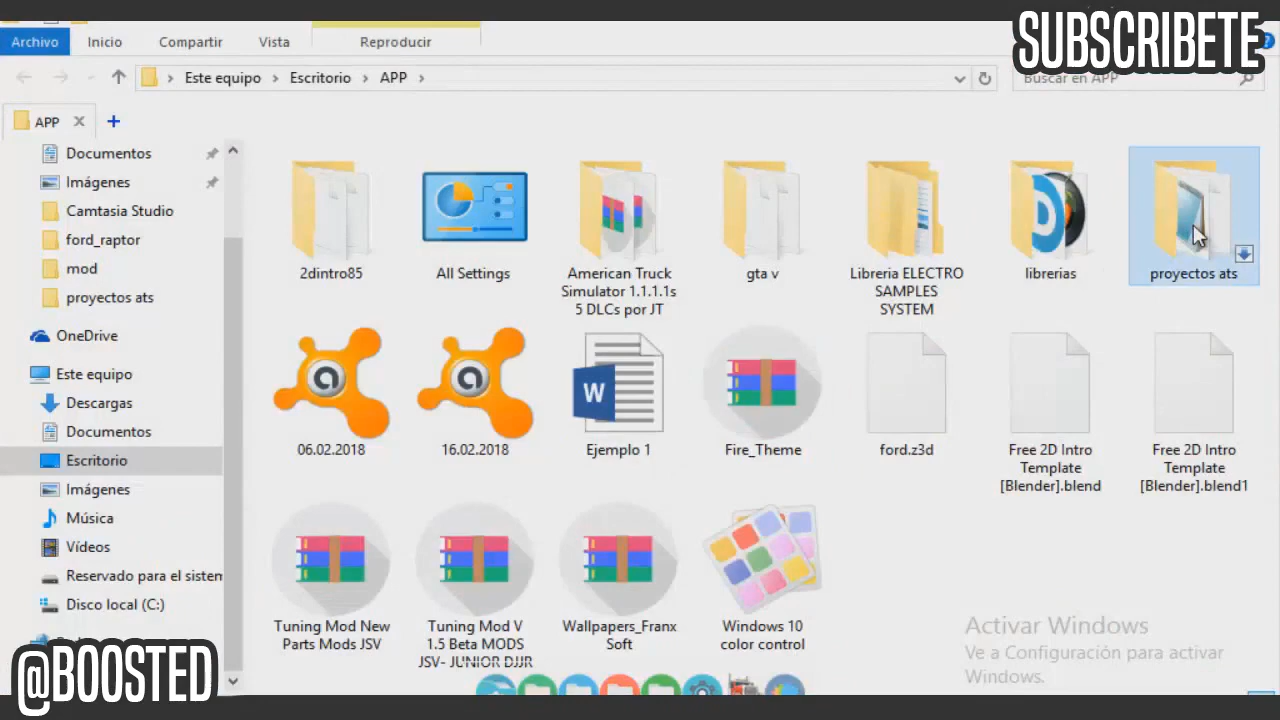 SUBSCRIBETE
Archivo
Inicio
Compartir
Vista
Reproducir
Este equipo
Escritorio
APP
Buscar en APP
APP
Documentos
Imágenes
Camtasia Studio
ford_raptor
mod
proyectos ats
OneDrive
Este equipo
Descargas
Documentos
Escritorio
Imágenes
Música
Vídeos
Reservado para el sistem
Disco local (C:)
2dintro85
All Settings
American Truck
Simulator 1.1.1.1s
5 DLCs por JT
gta v
Libreria ELECTRO
SAMPLES
SYSTEM
librerias
proyectos ats
06.02.2018
16.02.2018
W
Ejemplo 1
Fire_Theme
ford.z3d
Free 2D Intro
Template
[Blender].blend
Free 2D Intro
Template
[Blender].blend1
Tuning Mod New
Parts Mods JSV
Tuning Mod V
1.5 Beta MODS
JSV- JUNIOR DJJR
Wallpapers_Franx
Soft
Windows 10
color control
Activar Windows
Ve a Configuración para activar
Windows.
@BOOSTED